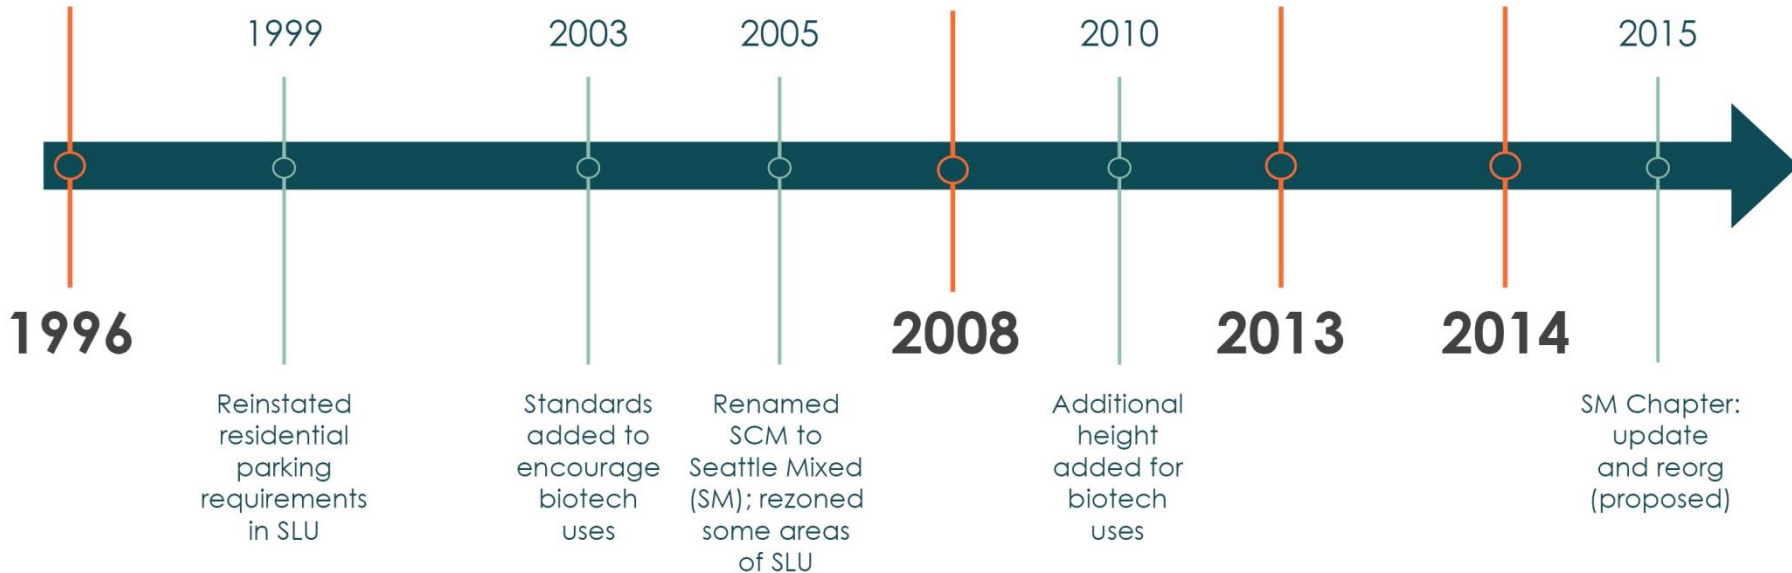 1999
2003
2005
2010
2015
1996
2008
2013
2014
Reinstated
residential
parking
requirements
in SLU
Standards
added to
encourage
biotech
uses
Renamed
SCM to
Seattle Mixed
(SM); rezoned
some areas
of SLU
Additional
height
added for
biotech
uses
SM Chapter:
update
and reorg
(proposed)